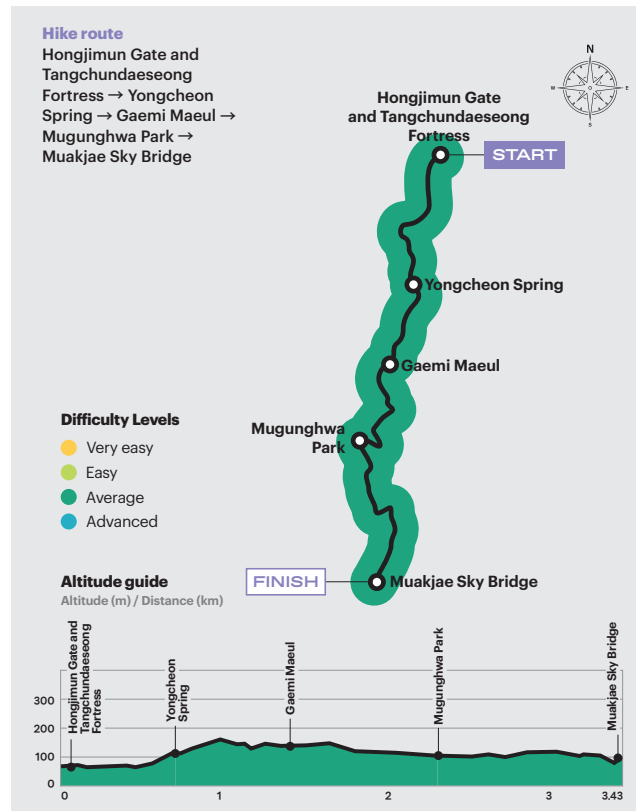 Hike route
Hongjimun Gate and
Tangchundaeseong
Fortress → Yongcheon
Spring → Gaemi Maeul →
Mugunghwa Park →
Muakjae Sky Bridge
N
W
E
S
Hongjimun Gate
and Tangchundaeseong
Fortress
START
Yongcheon Spring
Gaemi Maeul
Mugunghwa
Park
Difficulty Levels
Very easy
Easy
Average
Advanced
FINISH
Muakjae Sky Bridge
Altitude guide
Altitude (m) / Distance (km)
Hongjimun Gate and
Tangchundaeseong
Fortress
Yongcheon
Spring
Gaemi Maeul
Mugunghwa Park
Muakjae Sky Bridge
300
200
100
0
0 1 2 3 3.43